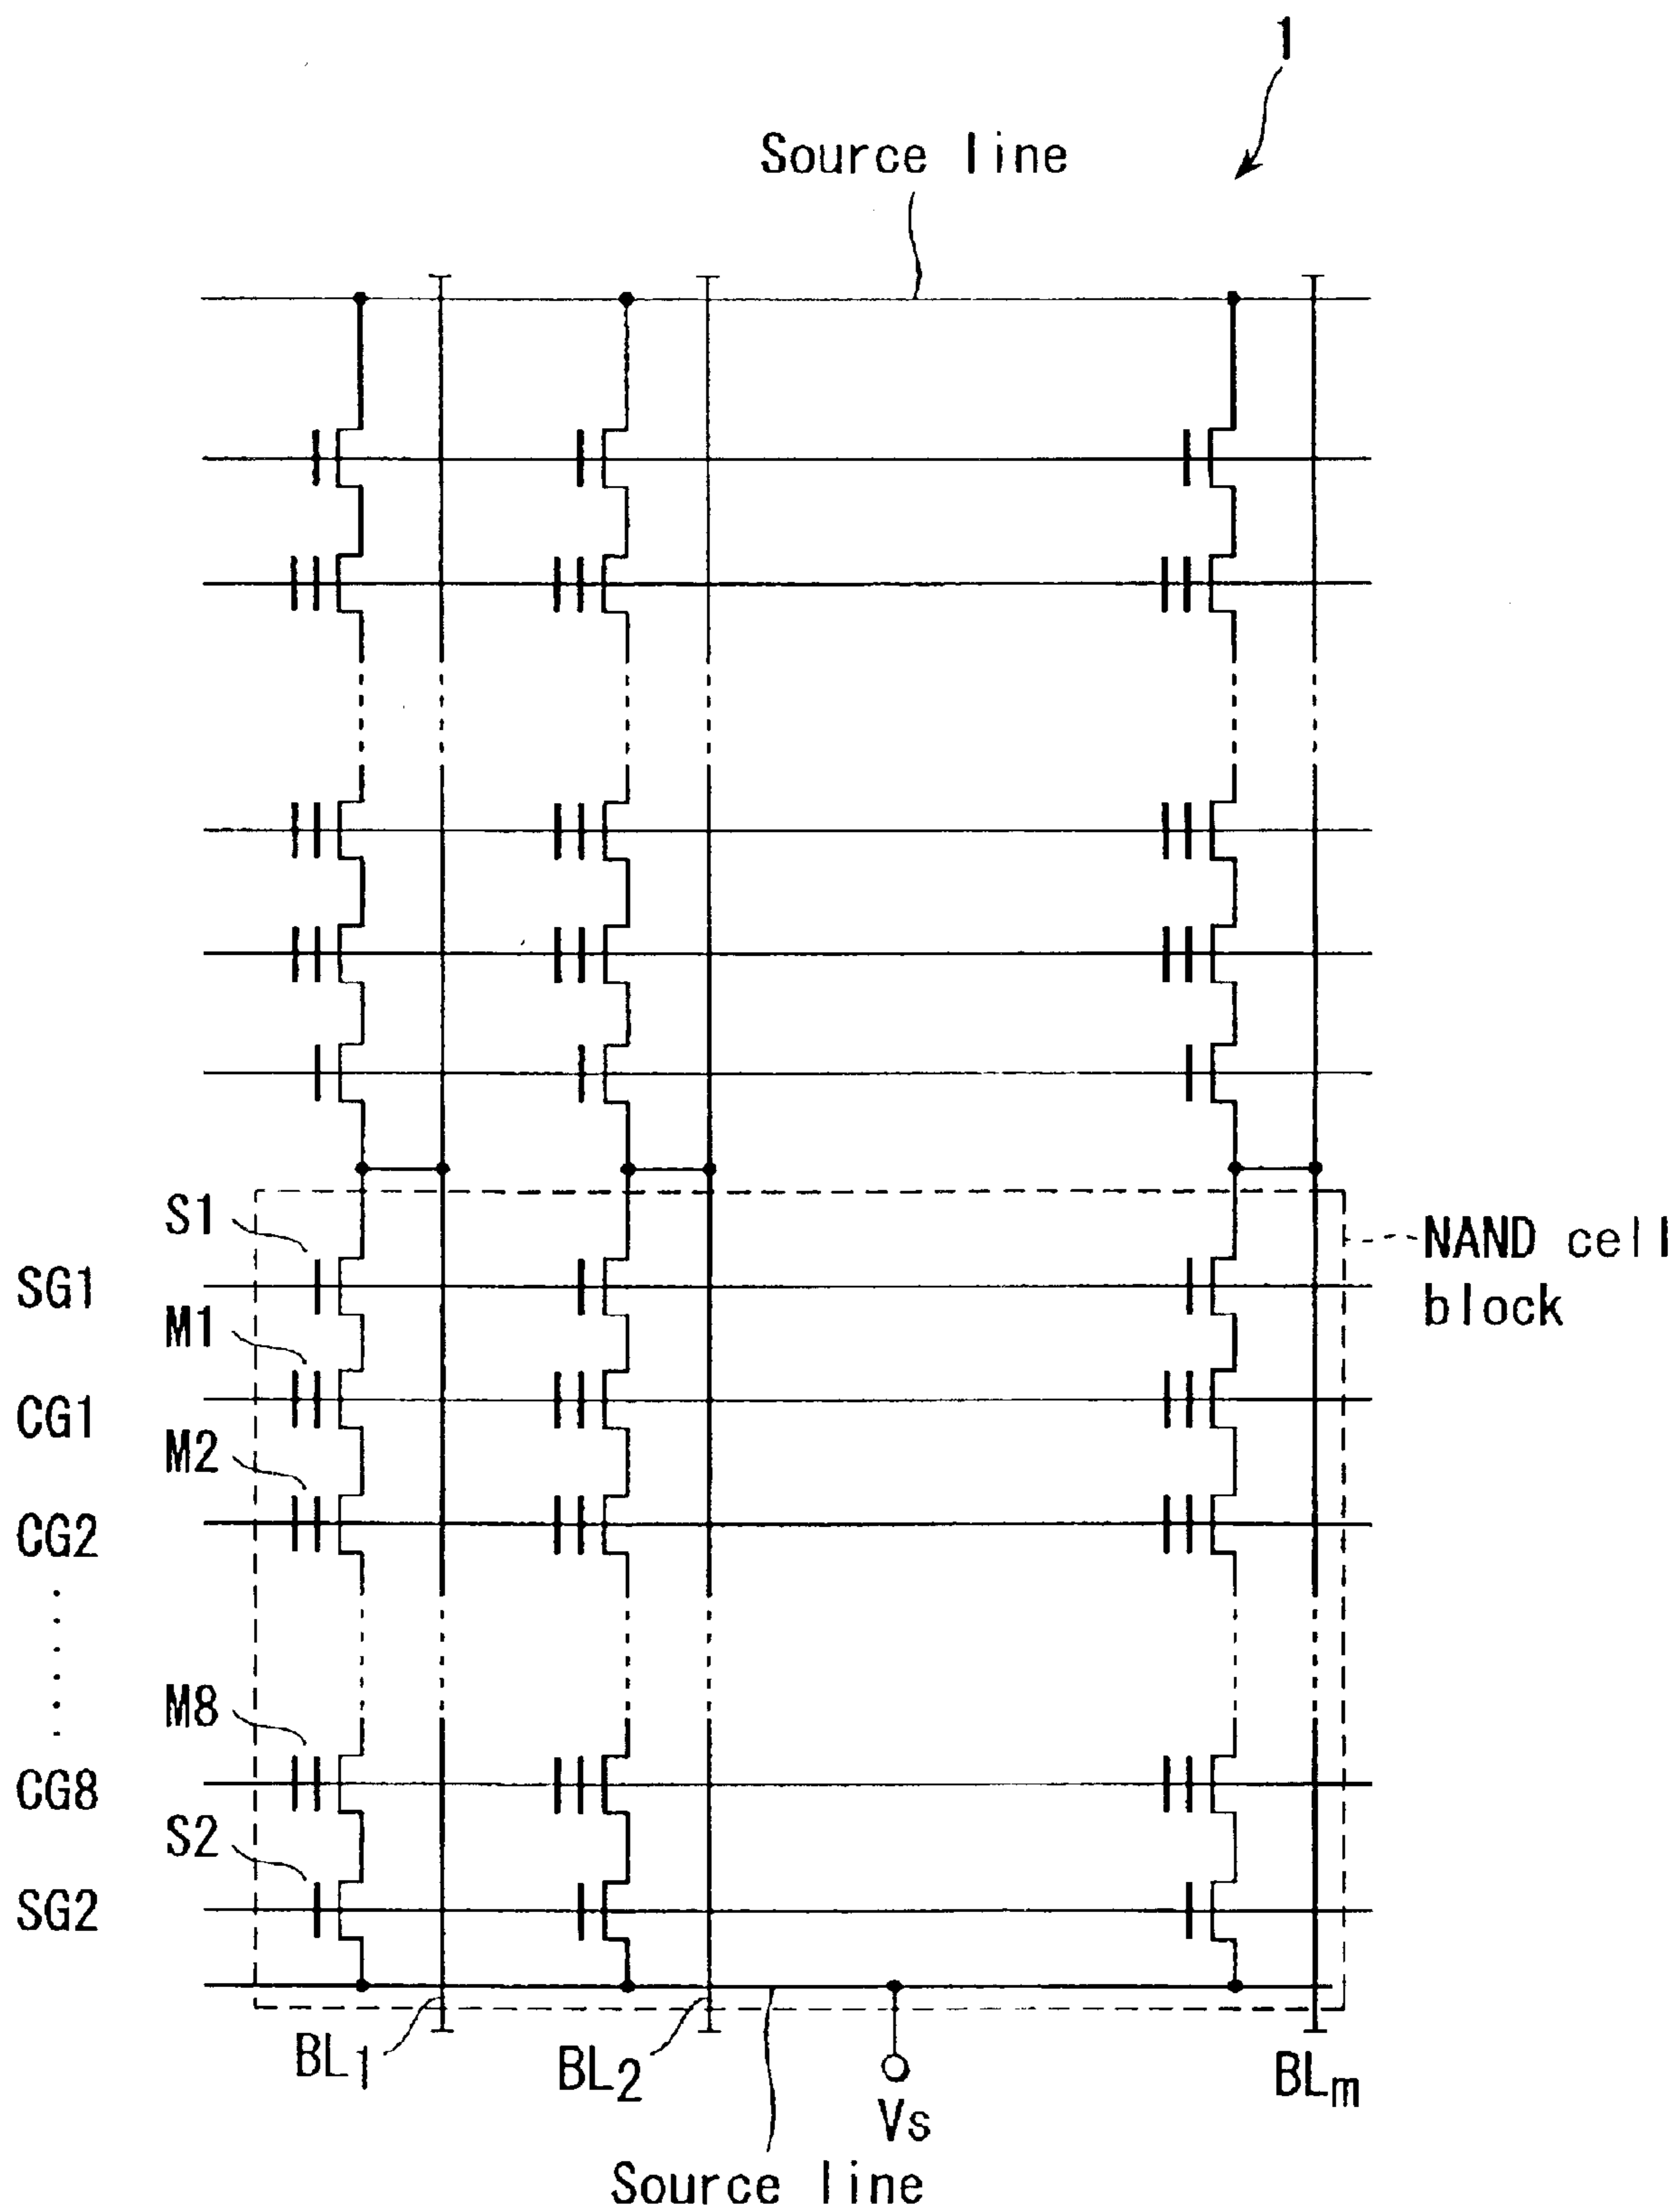 1
Source line
S1
NAND cell
block
SG1
M1
CG1
M2
CG2
M8
CG8
S2
SG2
BL1
BL2
BLm
Vs
Source line